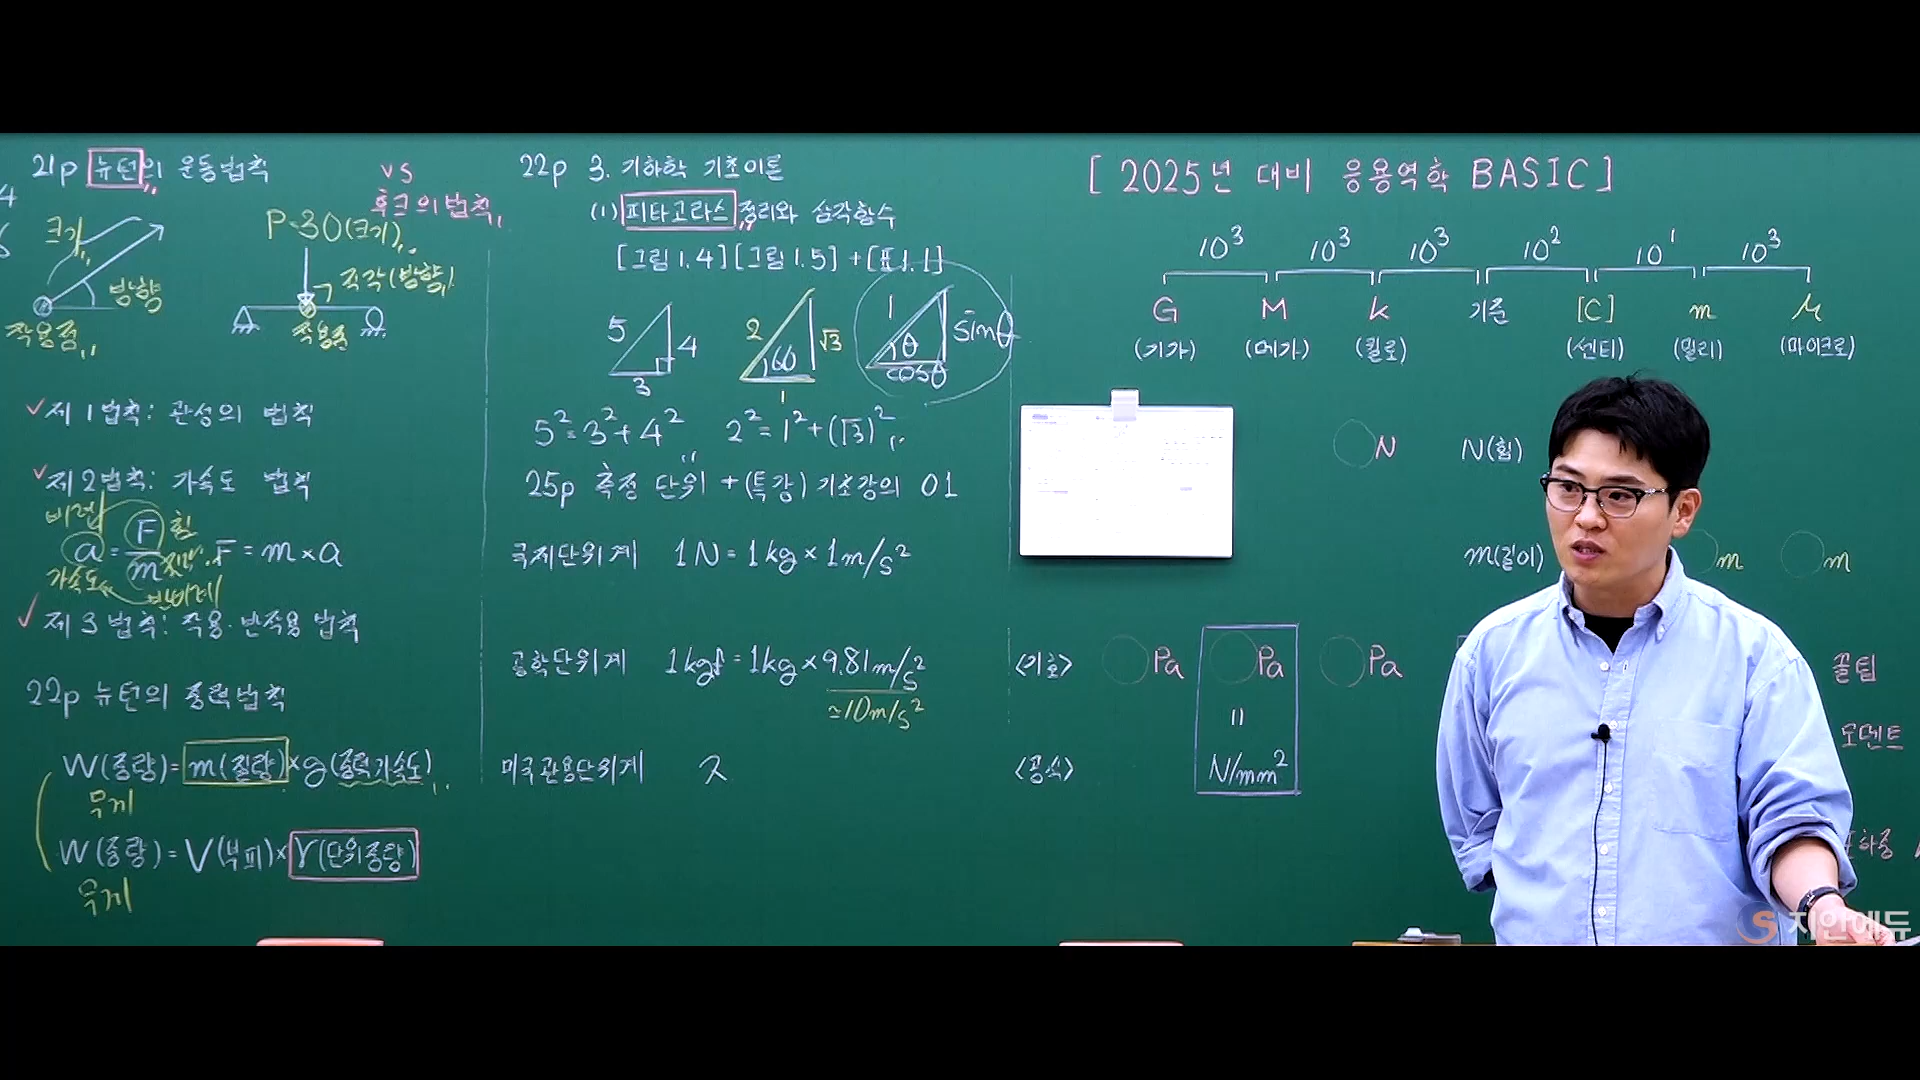 21p 뉴턴의 운동법칙
vs
후크의 법칙
크기
방향
작용점
P=30(크기)
직각(방향)
작용점
✓제 1법칙: 관성의 법칙
✓제2법칙: 가속도 법칙
비례
a = F/m
힘
질량
가속도
반비례
F = m × a
✓제 3 법칙: 작용·반작용 법칙
22p 뉴턴의 중력법칙
W(중량) = m(질량) × g(중력가속도)
무게
W(중량) = V(부피) × γ(단위중량)
무게
22p 3. 기하학 기초이론
(1) 피타고라스 정리와 삼각함수
[그림 1.4][그림 1.5] + [표1.1]
5 4 3
2 60 √3 1
1 θ sinθ cosθ
5² = 3² + 4² 2² = 1² + (√3)²
25p 측정 단위 + (특강) 기초강의 01
국제단위계 1N = 1kg × 1m/s²
공학단위계 1kgf = 1kg × 9.81m/s²
≃10m/s²
미국관용단위계 X
[ 2025년 대비 응용역학 BASIC ]
10³ 10³ 10³ 10² 10¹ 10³
G M k 기준 [C] m μ
(기가) (메가) (킬로) (센티) (밀리) (마이크로)
N N(힘)
m(길이) m m
<기호> Pa Pa Pa
꿀팁
=
모멘트
<공식> N/mm²
하중
S 지안에듀